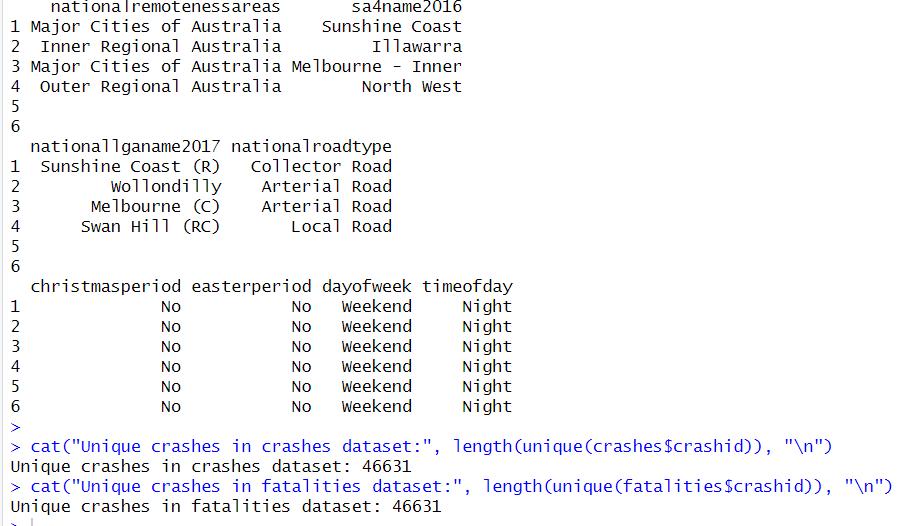 nationalremotenessareas       sa4name2016
1 Major Cities of Australia    Sunshine Coast
2  Inner Regional Australia         Illawarra
3 Major Cities of Australia Melbourne - Inner
4  Outer Regional Australia        North West
5
6
  nationallganame2017 nationalroadtype
1  Sunshine Coast (R)   Collector Road
2         Wollondilly    Arterial Road
3       Melbourne (C)    Arterial Road
4      Swan Hill (RC)       Local Road
5
6
  christmasperiod easterperiod dayofweek timeofday
1              No           No   Weekend     Night
2              No           No   Weekend     Night
3              No           No   Weekend     Night
4              No           No   Weekend     Night
5              No           No   Weekend     Night
6              No           No   Weekend     Night
>
> cat("Unique crashes in crashes dataset:", length(unique(crashes$crashid)), "\n")
Unique crashes in crashes dataset: 46631
> cat("Unique crashes in fatalities dataset:", length(unique(fatalities$crashid)), "\n")
Unique crashes in fatalities dataset: 46631
>